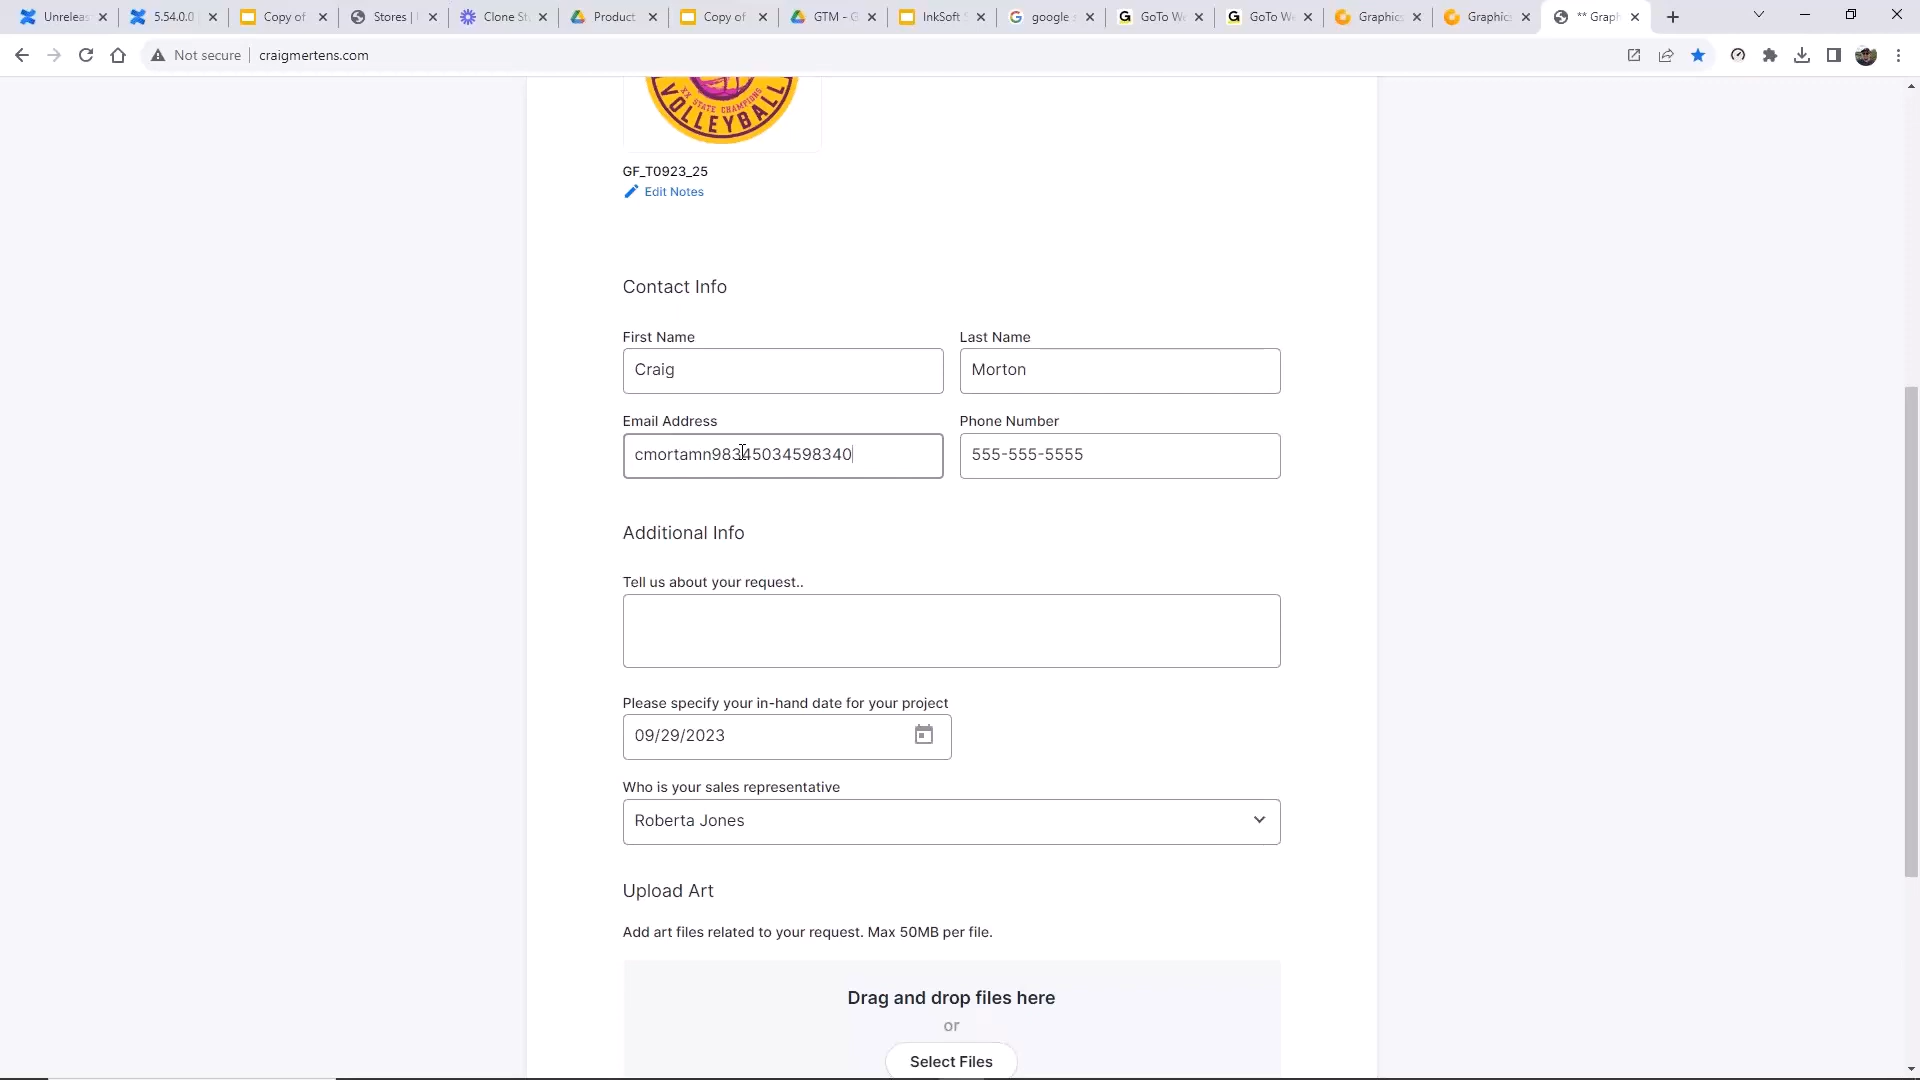 Unreleas
5.54.0.0
Copy of
Stores |
Clone St
Product
Copy of
GTM - G
InkSoft S
google s
GoTo We
GoTo We
Graphics
Graphics
** Graph
Not secure
craigmertens.com
XX STATE CHAMPIONS
VOLLEYBALL
GF_T0923_25
Edit Notes
Contact Info
First Name
Last Name
Craig
Morton
Email Address
Phone Number
cmortamn98345034598340
555-555-5555
Additional Info
Tell us about your request..
Please specify your in-hand date for your project
09/29/2023
Who is your sales representative
Roberta Jones
Upload Art
Add art files related to your request. Max 50MB per file.
Drag and drop files here
or
Select Files